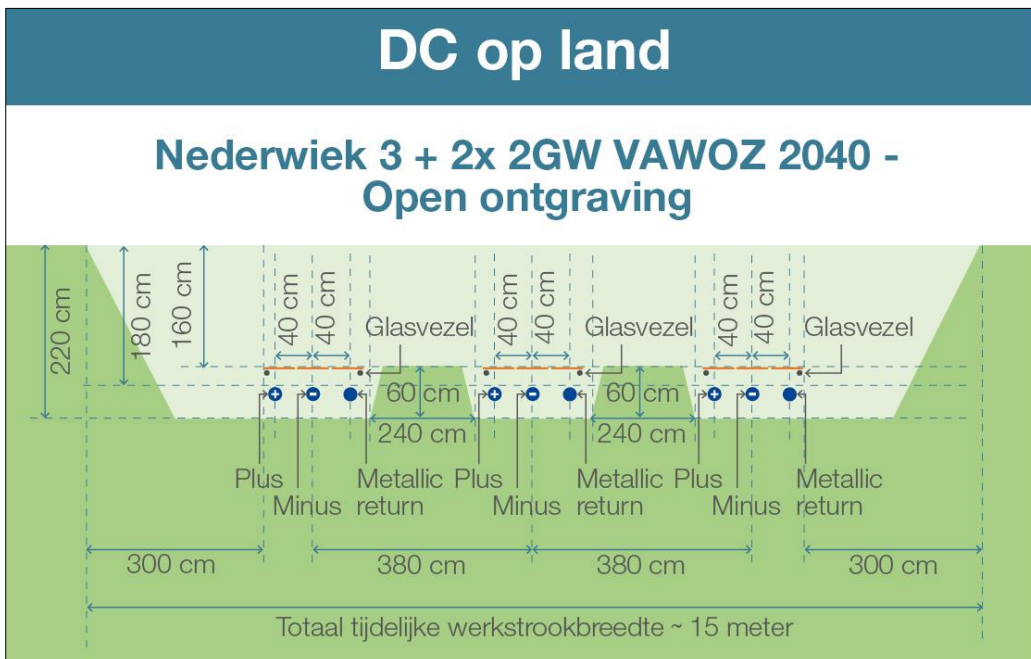 DC op land
Nederwiek 3 + 2x 2GW VAWOZ 2040 -
Open ontgraving
220 cm
180 cm
160 cm
40 cm
40 cm
Glasvezel
40 cm
40 cm
Glasvezel
40 cm
40 cm
Glasvezel
60 cm
60 cm
240 cm
240 cm
Plus
Minus
Metallic
return
Plus
Minus
Metallic
return
Plus
Minus
Metallic
return
300 cm
380 cm
380 cm
300 cm
Totaal tijdelijke werkstrookbreedte ~ 15 meter